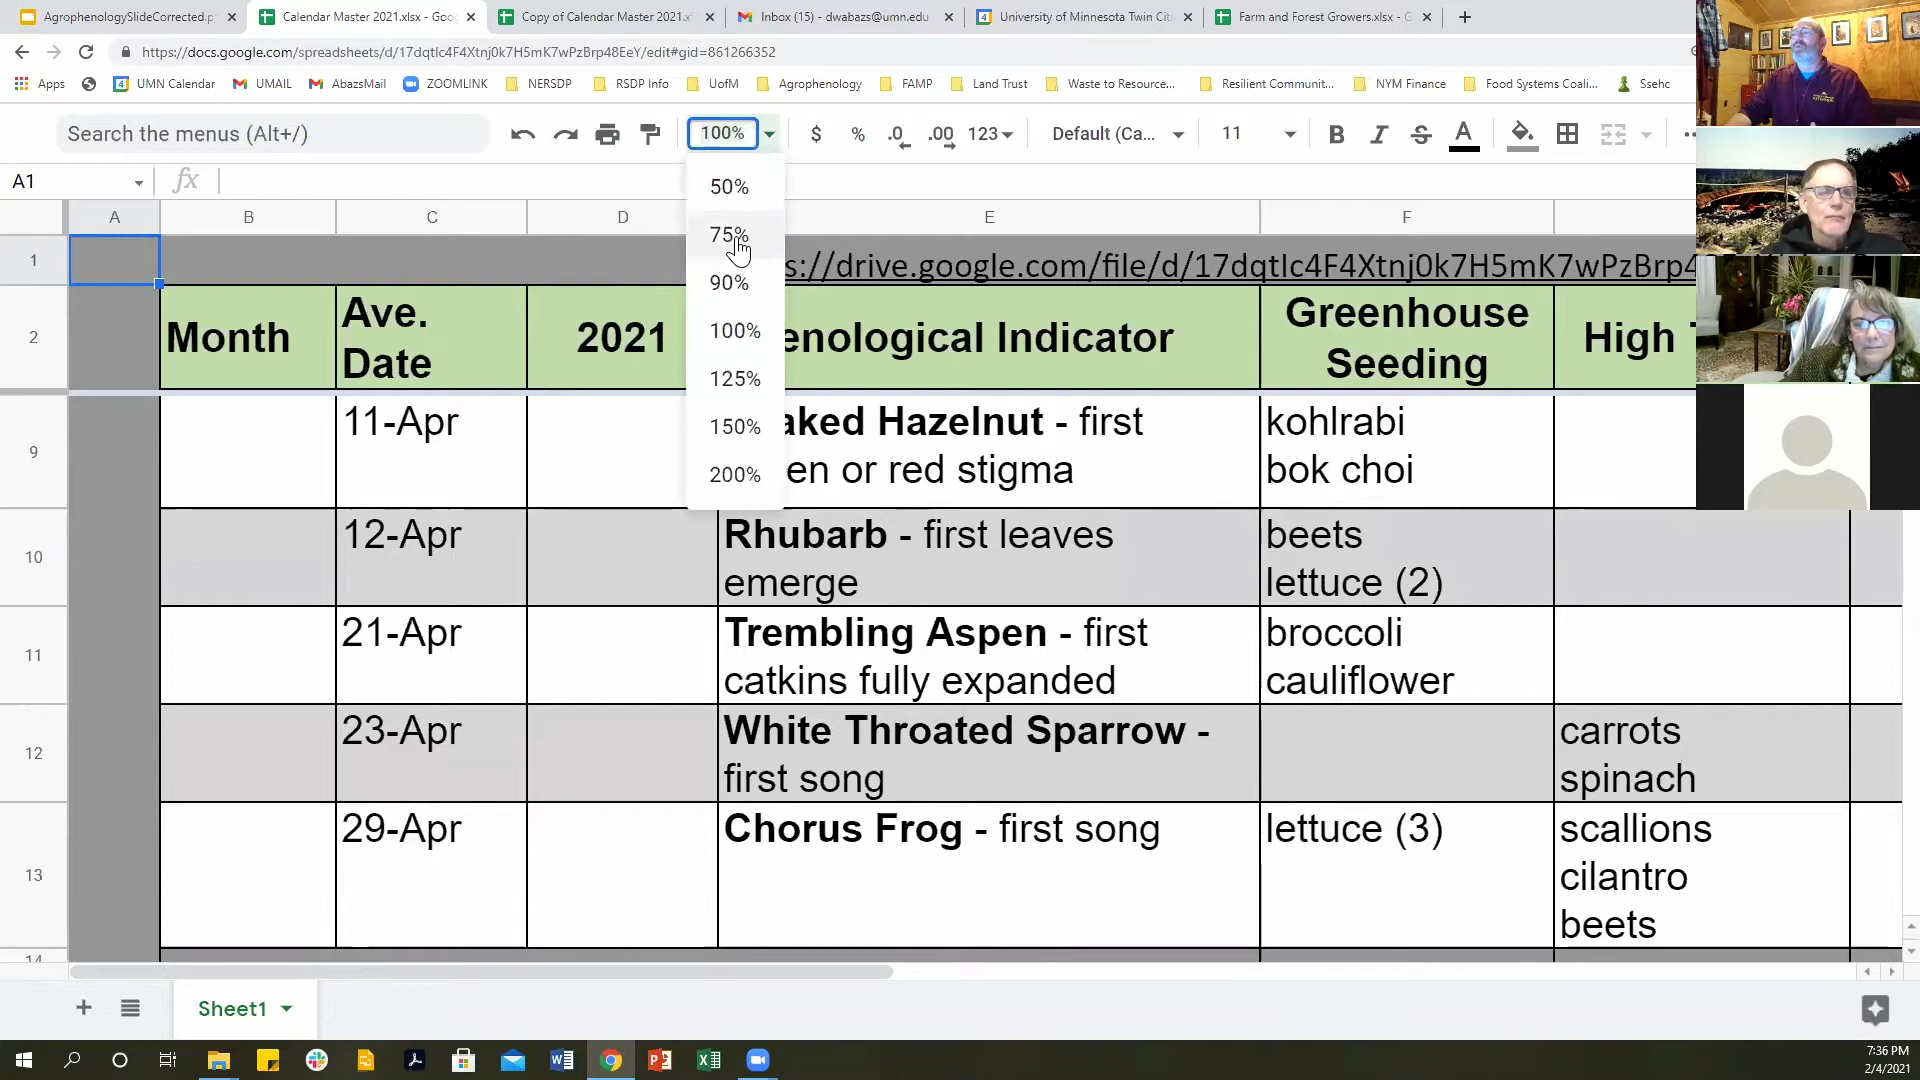 AgrophenologySlideCorrected.p
Calendar Master 2021.xlsx - Goo
Copy of Calendar Master 2021.x
Inbox (15) - dwabazs@umn.edu -
University of Minnesota Twin Citi
Farm and Forest Growers.xlsx - G
https://docs.google.com/spreadsheets/d/17dqtIc4F4Xtnj0k7H5mK7wPzBrp48EeY/edit#gid=861266352
Apps
UMN Calendar
UMAIL
AbazsMail
ZOOMLINK
NERSDP
RSDP Info
UofM
Agrophenology
FAMP
Land Trust
Waste to Resource...
Resilient Communit...
NYM Finance
Food Systems Coali...
Ssehc
Search the menus (Alt+/)
100%
$ % .0 .00 123
Default (Ca...
11
B I S A
A1
fx
50%
75%
90%
100%
125%
150%
200%
A B C D E F
1
s://drive.google.com/file/d/17dqtIc4F4Xtnj0k7H5mK7wPzBrp4
2
Month
Ave.
Date
2021
enological Indicator
Greenhouse
Seeding
High
9
11-Apr
aked Hazelnut - first
en or red stigma
kohlrabi
bok choi
10
12-Apr
Rhubarb - first leaves
emerge
beets
lettuce (2)
11
21-Apr
Trembling Aspen - first
catkins fully expanded
broccoli
cauliflower
12
23-Apr
White Throated Sparrow -
first song
carrots
spinach
13
29-Apr
Chorus Frog - first song
lettuce (3)
scallions
cilantro
beets
14
Sheet1
7:36 PM
2/4/2021